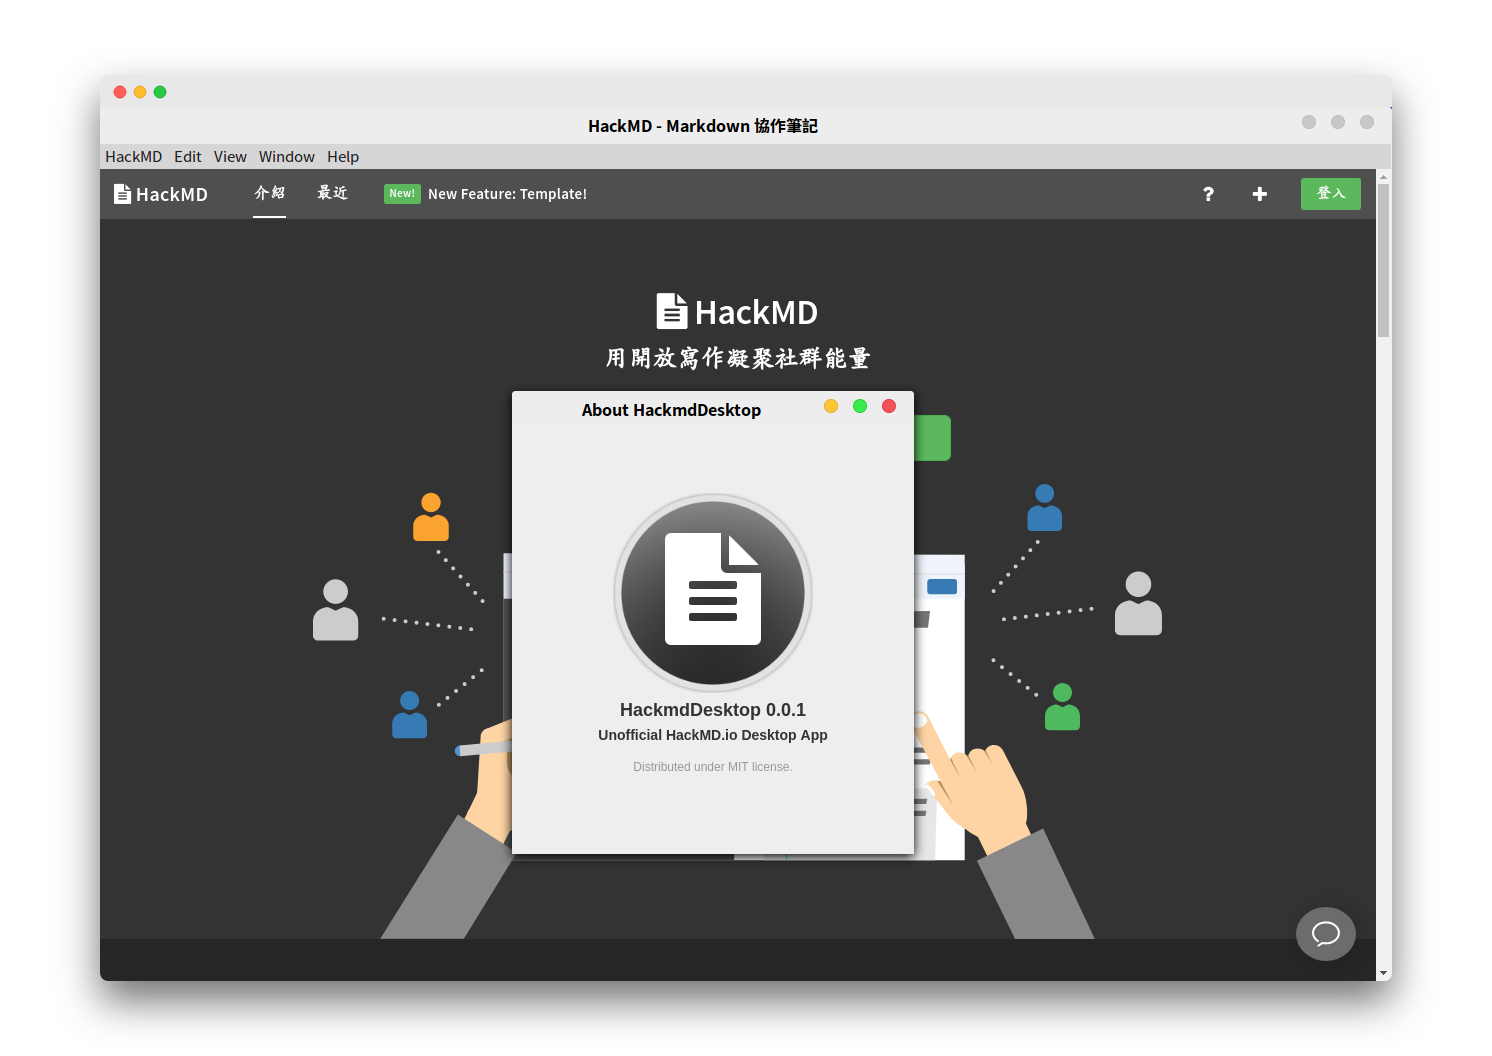 HackMD - Markdown 協作筆記
HackMD Edit View Window Help
HackMD 介紹 最近 New! New Feature: Template! ? + 登入
HackMD
用開放寫作凝聚社群能量
About HackmdDesktop
HackmdDesktop 0.0.1
Unofficial HackMD.io Desktop App
Distributed under MIT license.